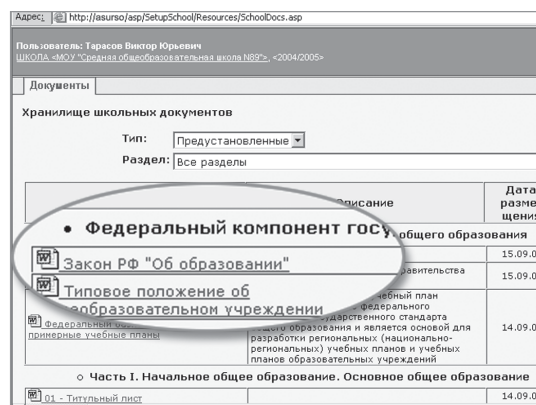 Адрес: http://asurso/asp/SetupSchool/Resources/SchoolDocs.asp
Пользователь: Тарасов Виктор Юрьевич
ШКОЛА <МОУ "Средняя общеобразовательная школа N89">, <2004/2005>
Документы
Хранилище школьных документов
Тип: Предустановленные
Раздел: Все разделы
Описание
Дата
разме
щения
• Федеральный компонент госу
общего образования
Закон РФ "Об образовании"
15.09.0
Типовое положение об
равительства
15.09.0
еобразовательном учреждении
чебный план
федерального
ударственного стандарта
Федеральный
общего образования и является основой для
примерные учебные планы
разработки региональных (национально-
14.09.0
региональных) учебных планов и учебных
планов образовательных учреждений
○ Часть I. Начальное общее образование. Основное общее образование
01 - Титульный лист
14.09.0